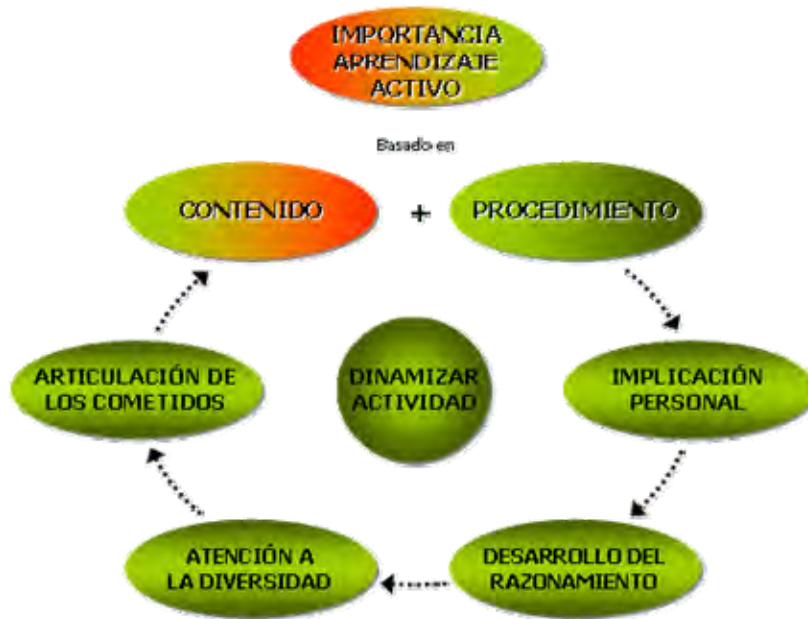 IMPORTANCIA
APRENDIZAJE
ACTIVO
Basado en
CONTENIDO
+
PROCEDIMIENTO
ARTICULACIÓN DE
LOS COMETIDOS
DINAMIZAR
ACTIVIDAD
IMPLICACIÓN
PERSONAL
ATENCIÓN A
LA DIVERSIDAD
DESARROLLO DEL
RAZONAMIENTO